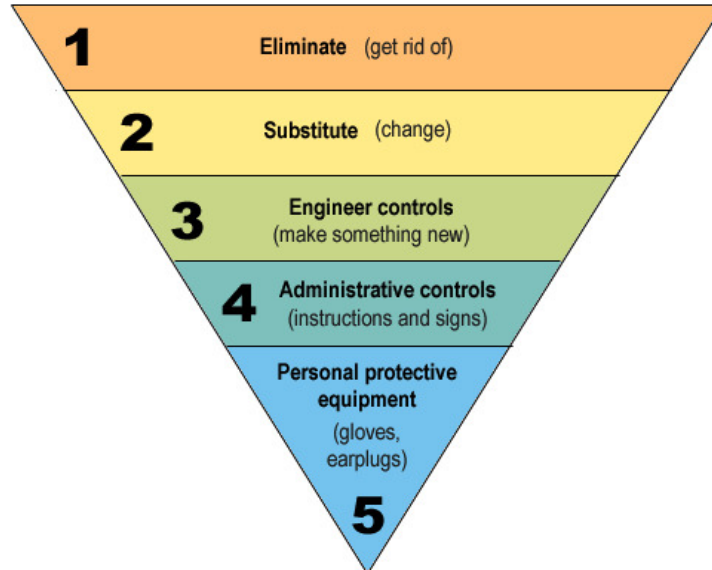 1 Eliminate (get rid of)
2 Substitute (change)
3 Engineer controls
(make something new)
4 Administrative controls
(instructions and signs)
Personal protective
equipment
(gloves,
earplugs)
5